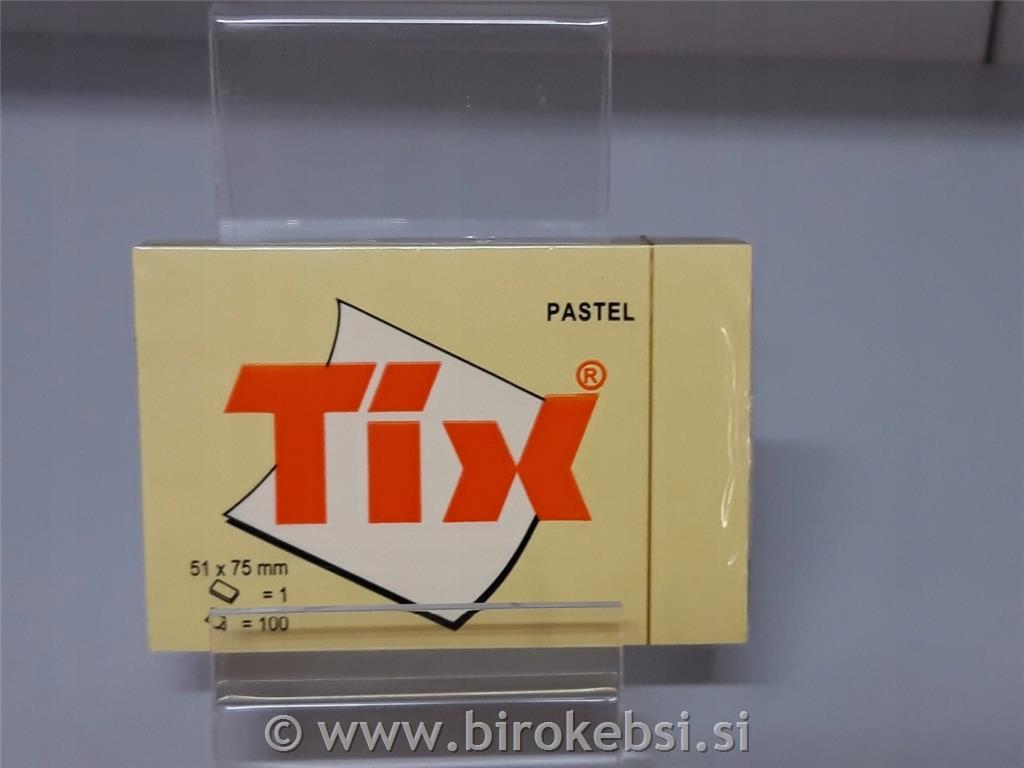 PASTEL
Tix®
51 x 75 mm
= 1
= 100
© www.birokebsi.si